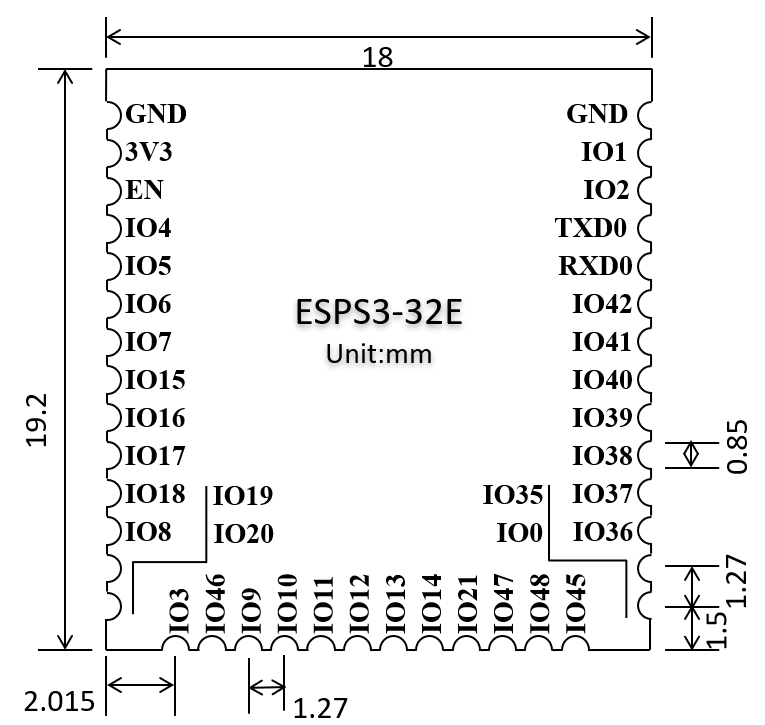 18
GND GND
3V3 IO1
EN IO2
IO4 TXD0
IO5 RXD0
IO6 IO42
ESPS3-32E
IO7 IO41
Unit:mm
IO15 IO40
19.2
IO16 IO39
IO17 IO38
0.85
IO18 IO19 IO35 IO37
IO8 IO20 IO0 IO36
1.27
IO3 IO46 IO9 IO10 IO11 IO12 IO13 IO14 IO21 IO47 IO48 IO45
1.5
2.015
1.27